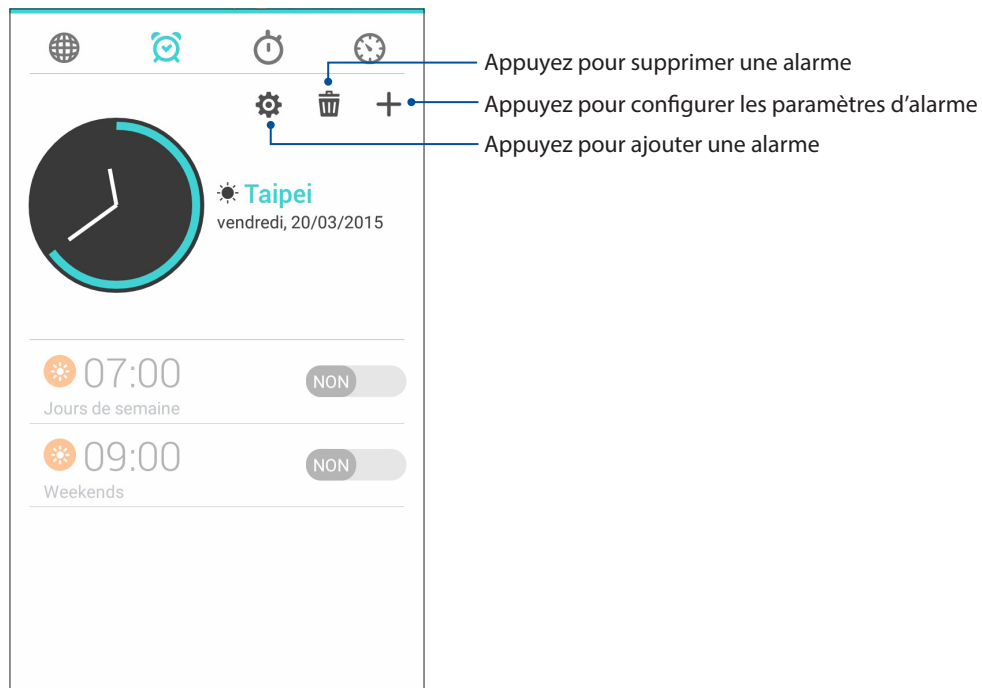 Appuyez pour supprimer une alarme
Appuyez pour configurer les paramètres d'alarme
Appuyez pour ajouter une alarme
Taipei
vendredi, 20/03/2015
07:00
NON
Jours de semaine
09:00
NON
Weekends